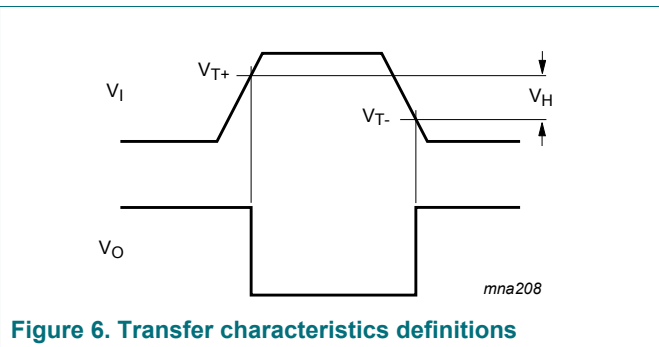 VT+
VI
VH
VT-
VO
mna208
Figure 6. Transfer characteristics definitions